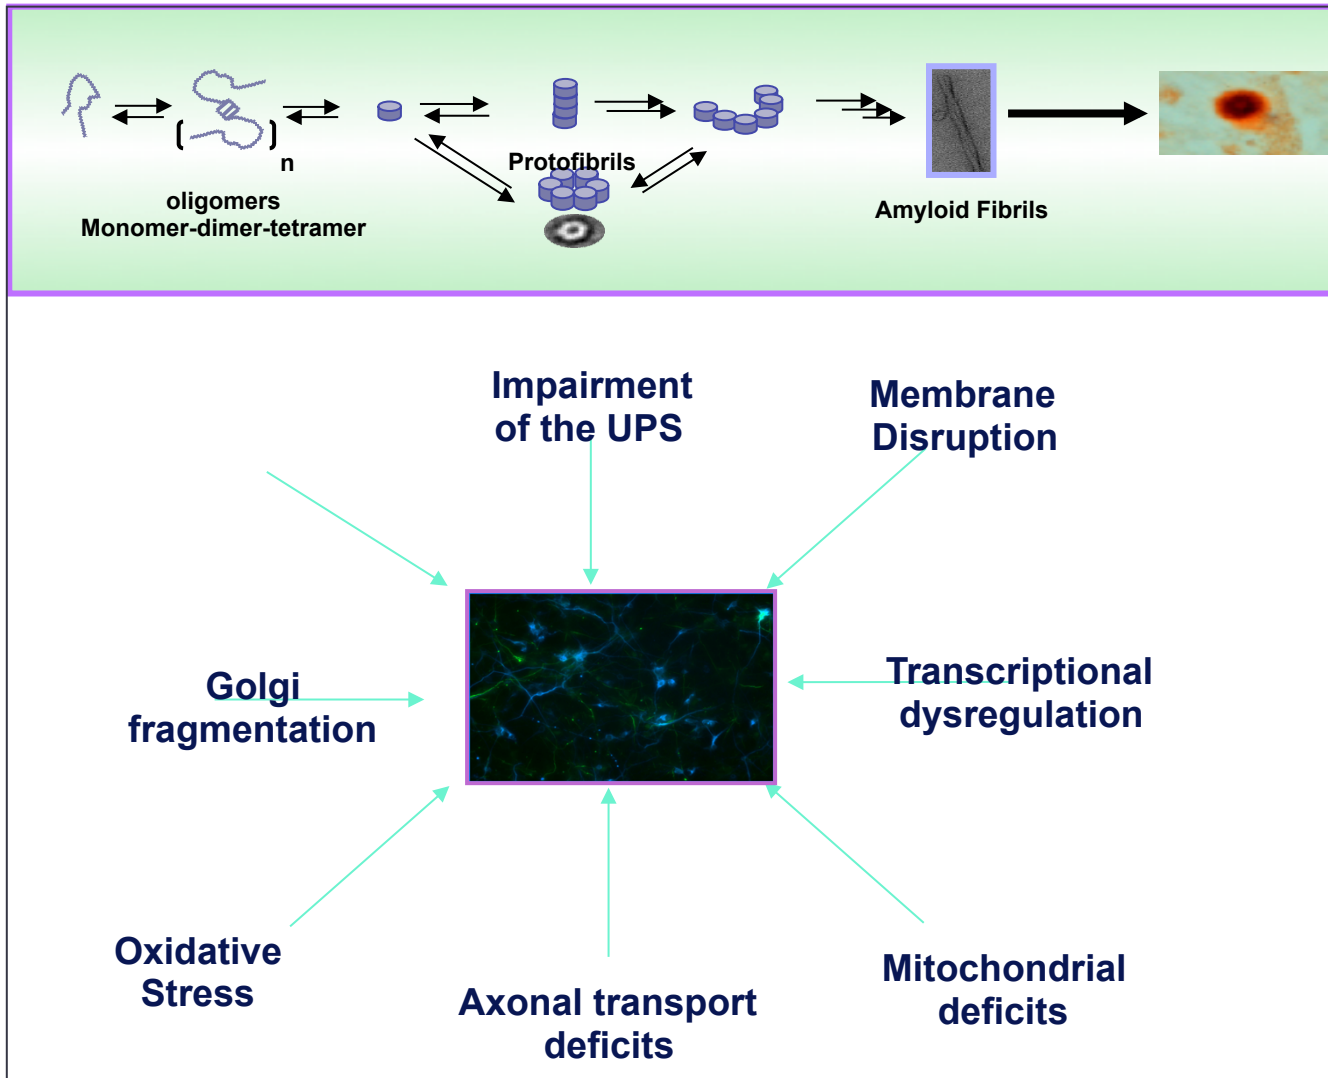 n
Protofibrils
oligomers
Monomer-dimer-tetramer
Amyloid Fibrils
Impairment
of the UPS
Membrane
Disruption
Golgi
fragmentation
Transcriptional
dysregulation
Oxidative
Stress
Axonal transport
deficits
Mitochondrial
deficits